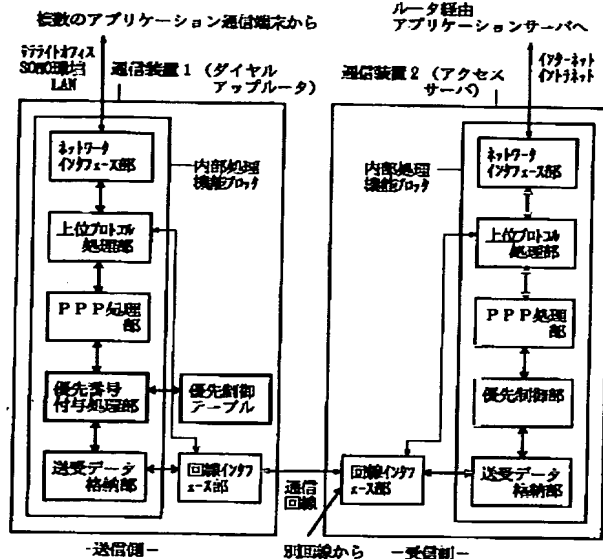 複数のアプリケーション通信端末から
ルータ経由
アプリケーションサーバへ
サテライトオフィス
SOHO環境
LAN
通信装置1(ダイヤル
アップルータ)
通信装置2(アクセス
サーバ)
インターネット
イントラネット
ネットワーク
インタフェース部
内部処理
機能ブロック
上位プロトコル
処理部
PPP処理
部
優先番号
付与処理部
優先制御
テーブル
送受データ
格納部
回線インタフ
ェース部
-送信側-
通信
回線
内部処理
機能ブロック
ネットワーク
インタフェース部
上位プロトコル
処理部
PPP処理
部
優先制御部
送受データ
格納部
回線インタフ
ェース部
別回線から
-受信側-